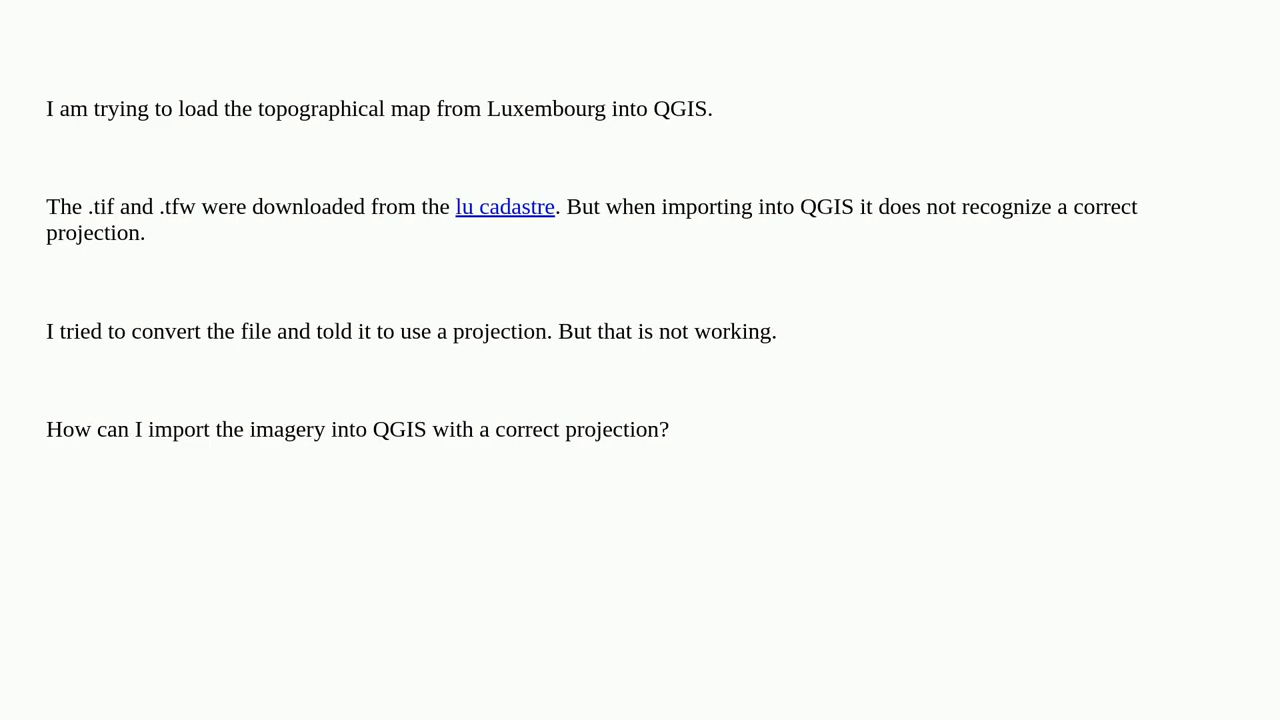 I am trying to load the topographical map from Luxembourg into QGIS.
The .tif and .tfw were downloaded from the lu cadastre. But when importing into QGIS it does not recognize a correct
projection.
I tried to convert the file and told it to use a projection. But that is not working.
How can I import the imagery into QGIS with a correct projection?